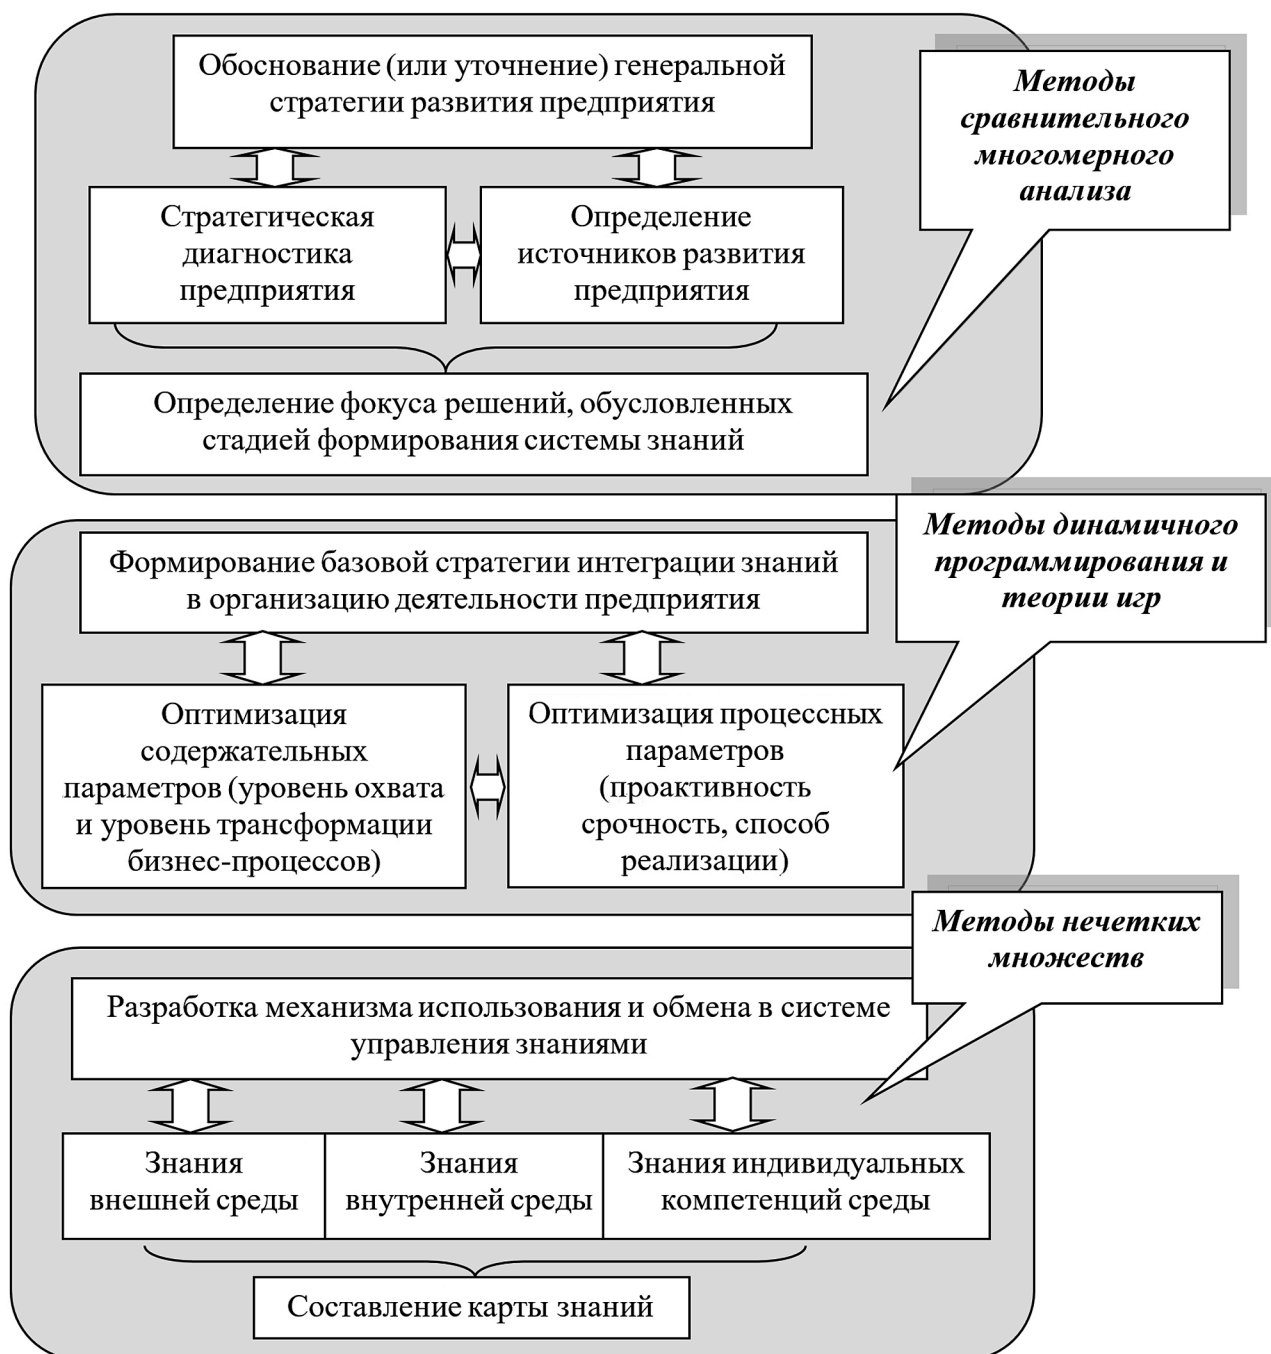 Обоснование (или уточнение) генеральной
стратегии развития предприятия
Методы
сравнительного
многомерного
анализа
Стратегическая
диагностика
предприятия
Определение
источников развития
предприятия
Определение фокуса решений, обусловленных
стадией формирования системы знаний
Методы динамичного
программирования и
теории игр
Формирование базовой стратегии интеграции знаний
в организацию деятельности предприятия
Оптимизация
содержательных
параметров (уровень охвата
и уровень трансформации
бизнес-процессов)
Оптимизация процессных
параметров
(проактивность
срочность, способ
реализации)
Методы нечетких
множеств
Разработка механизма использования и обмена в системе
управления знаниями
Знания
внешней среды
Знания
внутренней среды
Знания индивидуальных
компетенций среды
Составление карты знаний